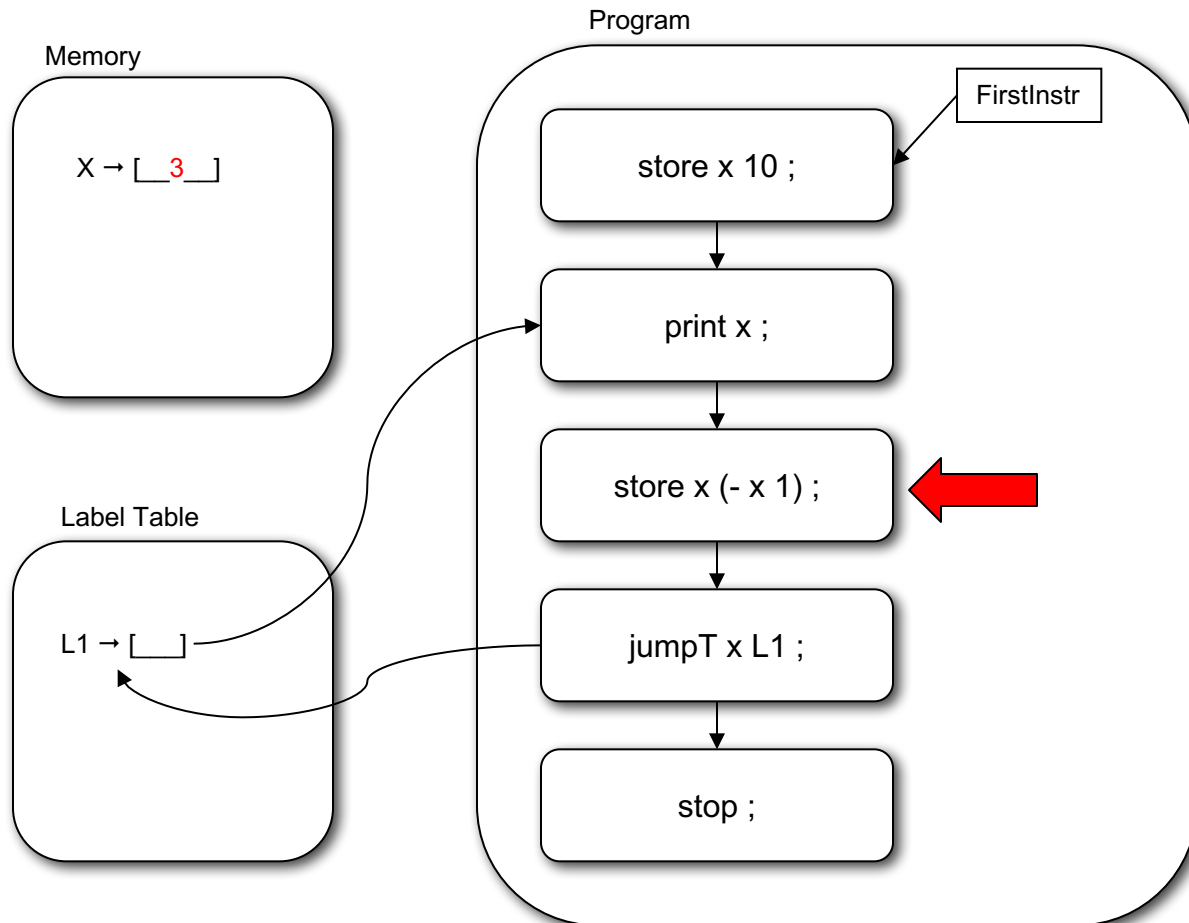 Program
Memory
FirstInstr
X → [__3__]
store x 10 ;
print x ;
store x (- x 1) ;
Label Table
L1 → [___]
jumpT x L1 ;
stop ;